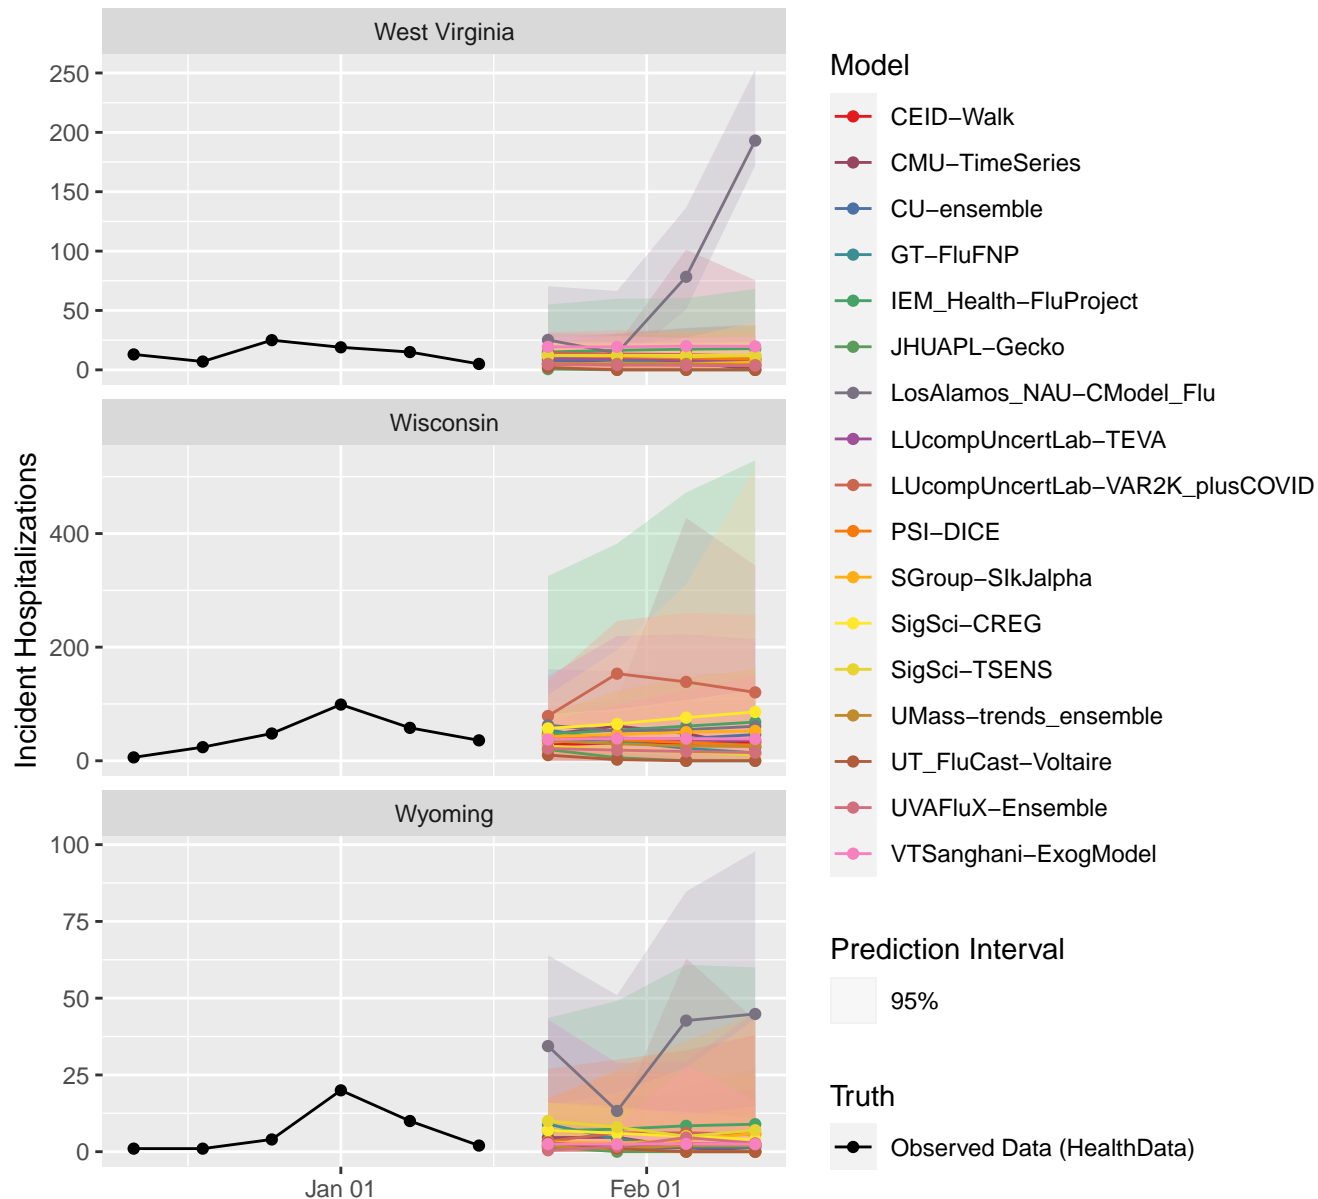 West Virginia
250
200
150
100
50
0
Wisconsin
400
200
0
Wyoming
100
75
50
25
0
Jan 01
Feb 01
Incident Hospitalizations
Model
CEID−Walk
CMU−TimeSeries
CU−ensemble
GT−FluFNP
IEM_Health−FluProject
JHUAPL−Gecko
LosAlamos_NAU−CModel_Flu
LUcompUncertLab−TEVA
LUcompUncertLab−VAR2K_plusCOVID
PSI−DICE
SGroup−SIkJalpha
SigSci−CREG
SigSci−TSENS
UMass−trends_ensemble
UT_FluCast−Voltaire
UVAFluX−Ensemble
VTSanghani−ExogModel
Prediction Interval
95%
Truth
Observed Data (HealthData)